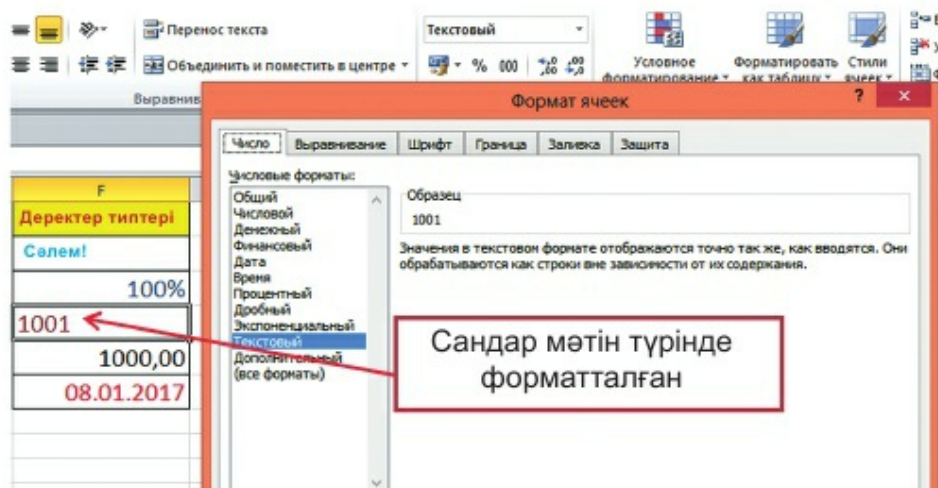 Перенос текста
Текстовый
Объединить и поместить в центре
% 000
Условное форматирование
Форматировать как таблицу
Стили ячеек
Выравнив
Формат ячеек
?
Число
Выравнивание
Шрифт
Граница
Заливка
Защита
Числовые форматы:
Общий
Числовой
Денежный
Финансовый
Дата
Время
Процентный
Дробный
Экспоненциальный
Текстовый
Дополнительный
(все форматы)
Образец
1001
Значения в текстовом формате отображаются точно так же, как вводятся. Они
обрабатываются как строки вне зависимости от их содержания.
F
Деректер типтері
Сәлем!
100%
1001
1000,00
08.01.2017
Сандар мәтін түрінде
форматталған